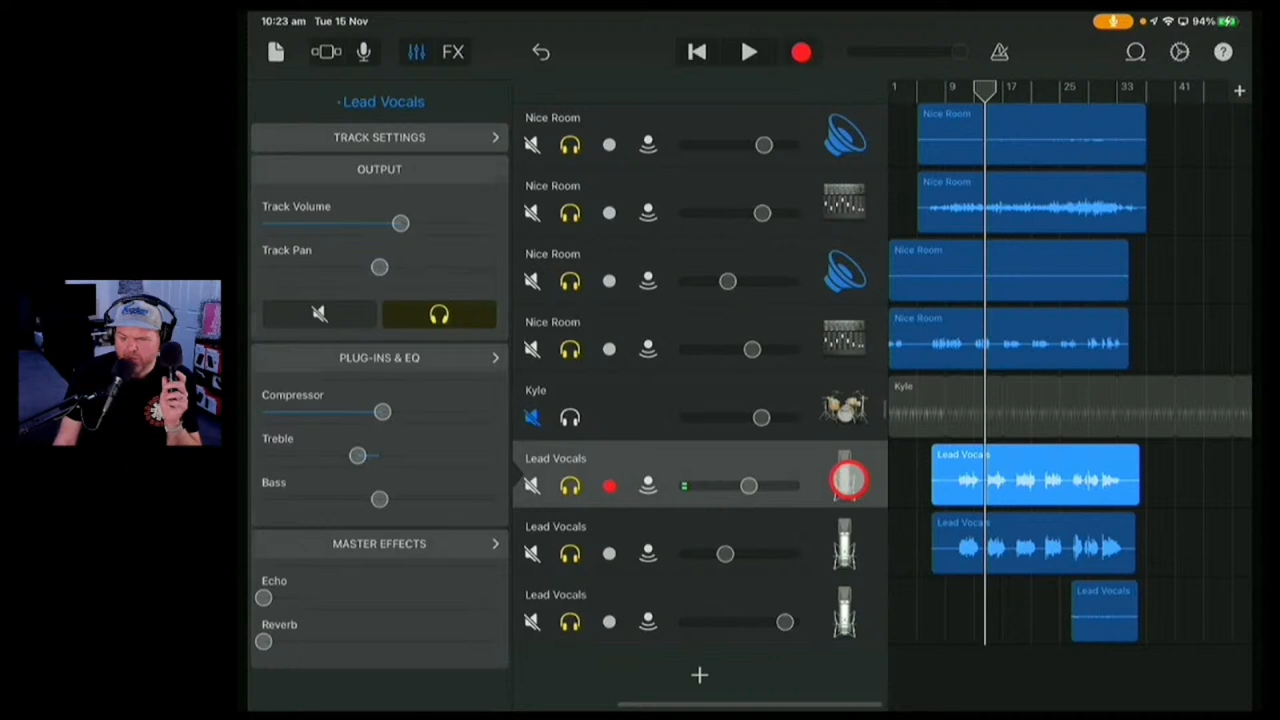 10:23 am Tue 15 Nov
94%
FX
?
Lead Vocals
TRACK SETTINGS
OUTPUT
Track Volume
Track Pan
PLUG-INS & EQ
Compressor
Treble
Bass
MASTER EFFECTS
Echo
Reverb
Nice Room
Nice Room
Nice Room
Nice Room
Kyle
Lead Vocals
Lead Vocals
Lead Vocals
+
1 9 17 25 33 41 +
Nice Room
Nice Room
Nice Room
Nice Room
Kyle
Lead Vocals
Lead Vocals
Lead Vocals